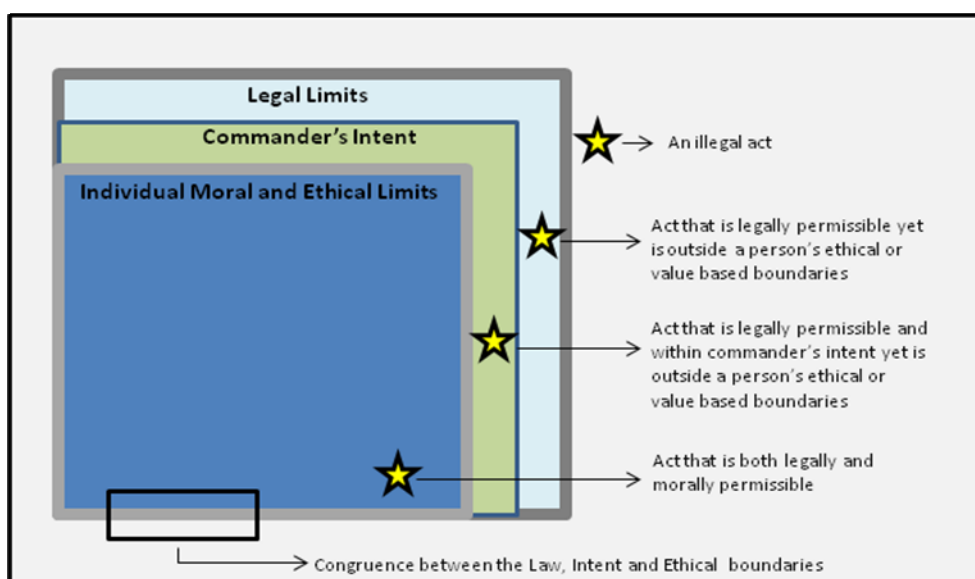 Legal Limits
Commander's Intent
Individual Moral and Ethical Limits
An illegal act
Act that is legally permissible yet
is outside a person's ethical or
value based boundaries
Act that is legally permissible and
within commander's intent yet is
outside a person's ethical or
value based boundaries
Act that is both legally and
morally permissible
Congruence between the Law, Intent and Ethical boundaries